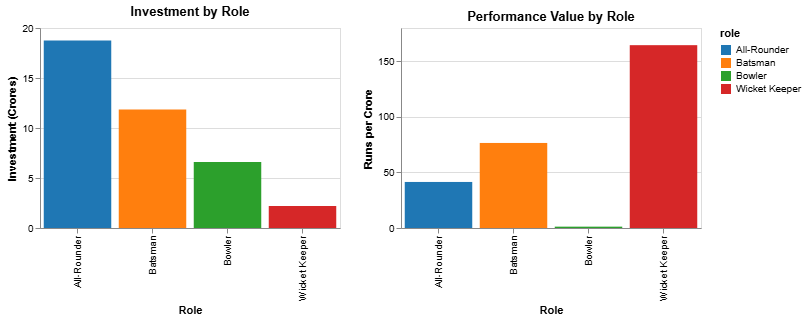 Investment by Role
Investment (Crores)
20
15
10
5
0
All-Rounder
Batsman
Bowler
Wicket Keeper
Role
Performance Value by Role
Runs per Crore
150
100
50
0
All-Rounder
Batsman
Bowler
Wicket Keeper
Role
role
All-Rounder
Batsman
Bowler
Wicket Keeper